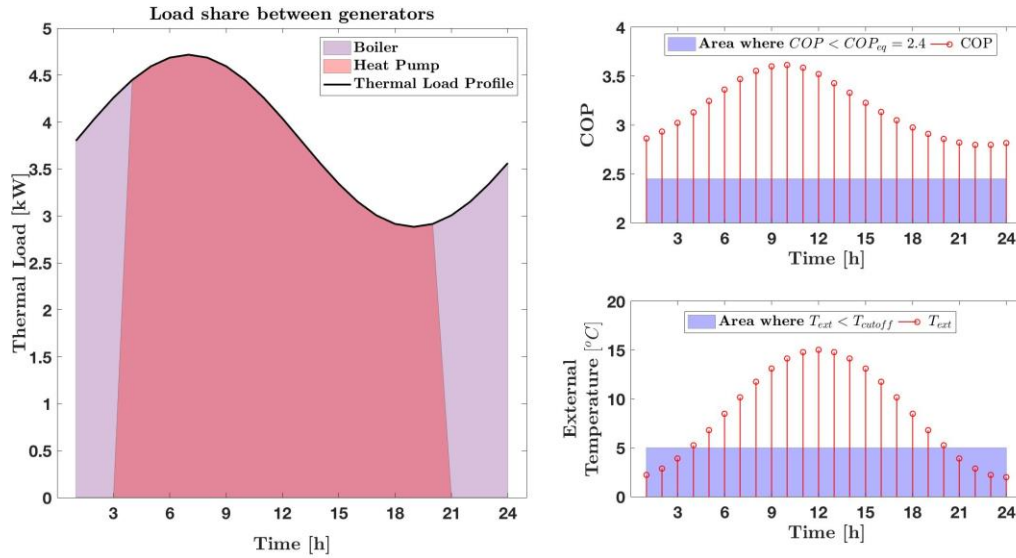 Load share between generators
Boiler
Heat Pump
Thermal Load Profile
Thermal Load [kW]
5
4.5
4
3.5
3
2.5
2
1.5
1
0.5
0
3 6 9 12 15 18 21 24
Time [h]
Area where COP < COP_eq = 2.4 COP
COP
4
3.5
3
2.5
2
3 6 9 12 15 18 21 24
Time [h]
Area where T_ext < T_cutoff T_ext
External
Temperature [°C]
20
15
10
5
0
3 6 9 12 15 18 21 24
Time [h]